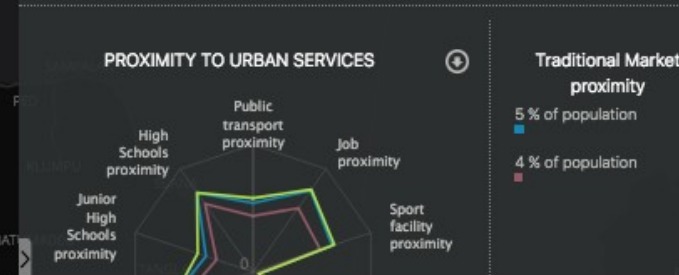 PROXIMITY TO URBAN SERVICES
Public
transport
proximity
High
Schools
proximity
Job
proximity
Junior
High
Schools
proximity
Sport
facility
proximity
0
Traditional Market
proximity
5 % of population
4 % of population